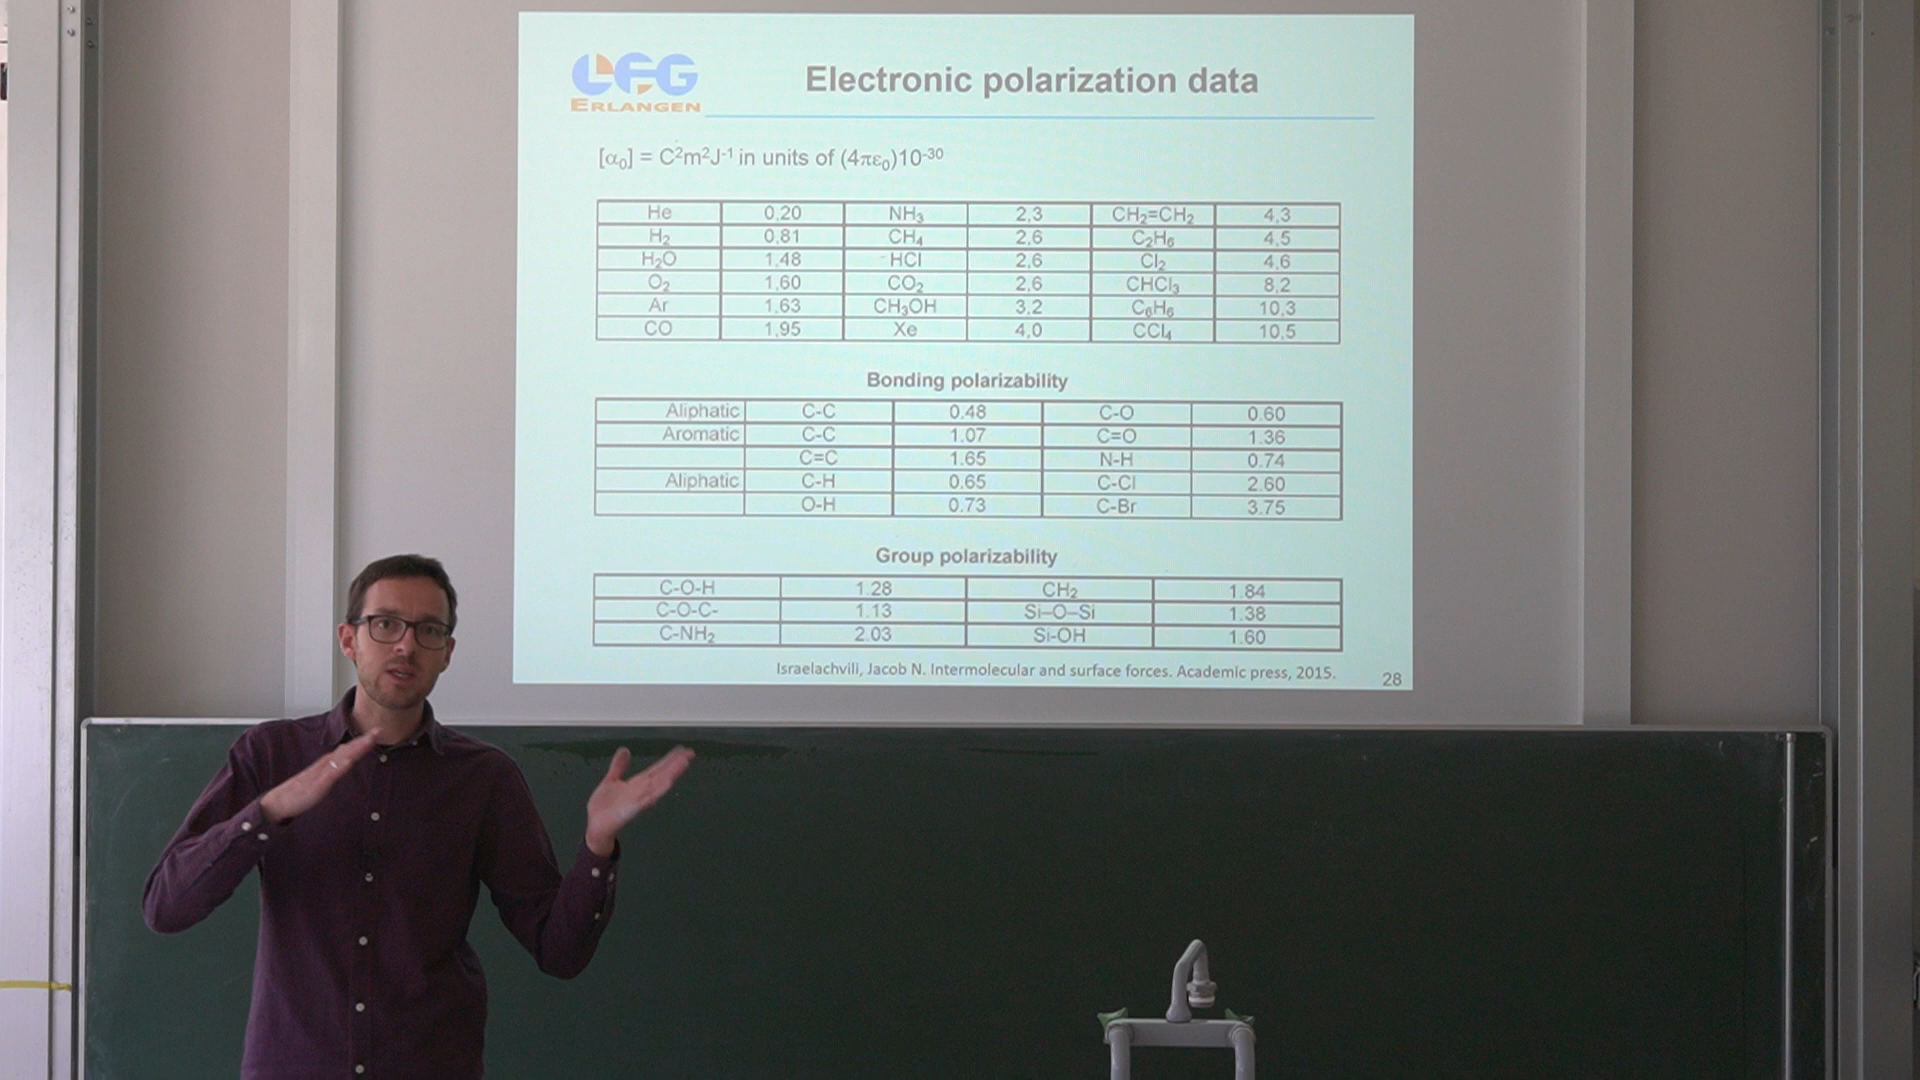 LFG
ERLANGEN
Electronic polarization data
[α₀] = C²m²J⁻¹ in units of (4πε₀)10⁻³⁰
He 0,20 NH₃ 2,3 CH₂=CH₂ 4,3
H₂ 0,81 CH₄ 2,6 C₂H₆ 4,5
H₂O 1,48 HCl 2,6 Cl₂ 4,6
O₂ 1,60 CO₂ 2,6 CHCl₃ 8,2
Ar 1,63 CH₃OH 3,2 C₆H₆ 10,3
CO 1,95 Xe 4,0 CCl₄ 10,5
Bonding polarizability
Aliphatic C-C 0.48 C-O 0.60
Aromatic C-C 1.07 C=O 1.36
C=C 1.65 N-H 0.74
Aliphatic C-H 0.65 C-Cl 2.60
O-H 0.73 C-Br 3.75
Group polarizability
C-O-H 1.28 CH₂ 1.84
C-O-C- 1.13 Si–O–Si 1.38
C-NH₂ 2.03 Si-OH 1.60
Israelachvili, Jacob N. Intermolecular and surface forces. Academic press, 2015.
28